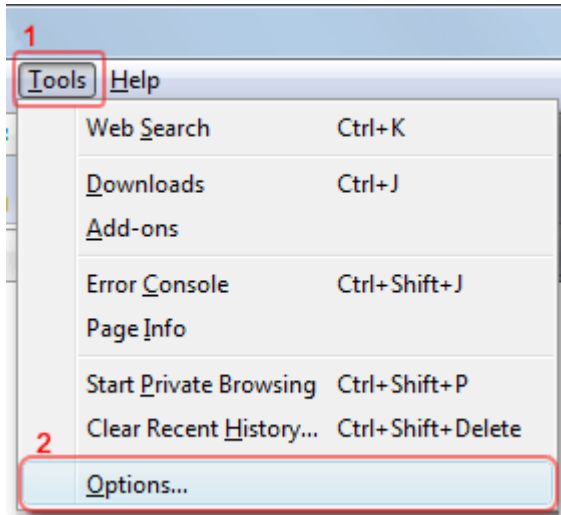 1
Tools Help
Web Search Ctrl+K
Downloads Ctrl+J
Add-ons
Error Console Ctrl+Shift+J
Page Info
Start Private Browsing Ctrl+Shift+P
Clear Recent History... Ctrl+Shift+Delete
2
Options...